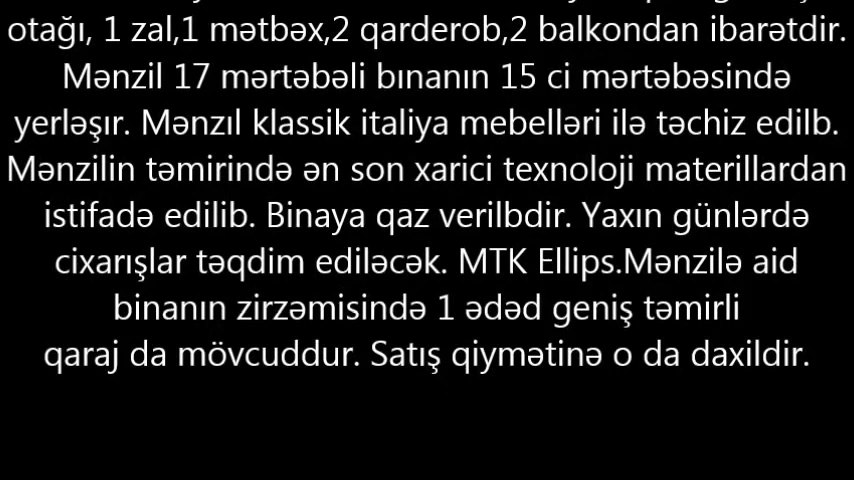 otağı, 1 zal,1 mətbəx,2 qarderob,2 balkondan ibarətdir.
Mənzil 17 mərtəbəli bınanın 15 ci mərtəbəsində
yerləşır. Mənzıl klassik italiya mebelləri ilə təchiz edilb.
Mənzilin təmirində ən son xarici texnoloji materillardan
istifadə edilib. Binaya qaz verilbdir. Yaxın günlərdə
cixarışlar təqdim ediləcək. MTK Ellips.Mənzilə aid
binanın zirzəmisində 1 ədəd geniş təmirli
qaraj da mövcuddur. Satış qiymətinə o da daxildir.